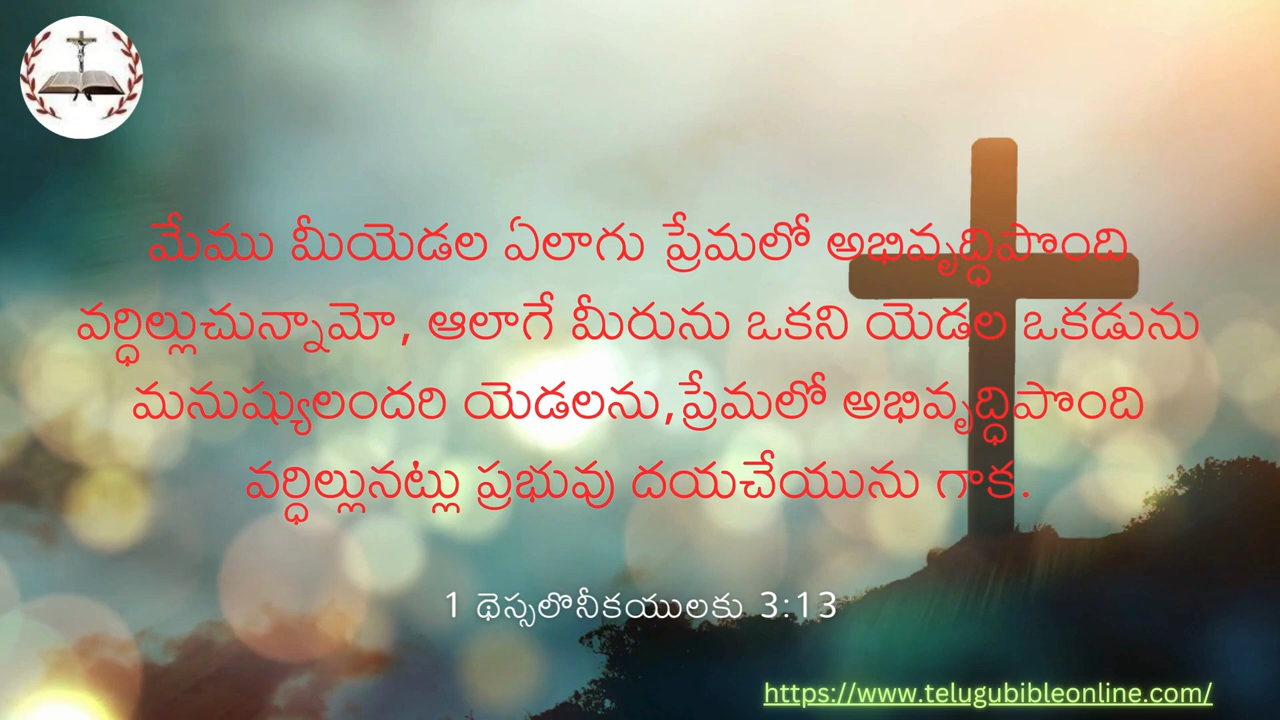 మేము మీయెడల ఏలాగు ప్రేమలో అభివృద్ధిపొంది
వర్ధిల్లుచున్నామో, ఆలాగే మీరును ఒకని యెడల ఒకడును
మనుష్యులందరి యెడలను,ప్రేమలో అభివృద్ధిపొంది
వర్ధిల్లునట్లు ప్రభువు దయచేయును గాక.
1 థెస్సలొనీకయులకు 3:13
https://www.telugubibleonline.com/